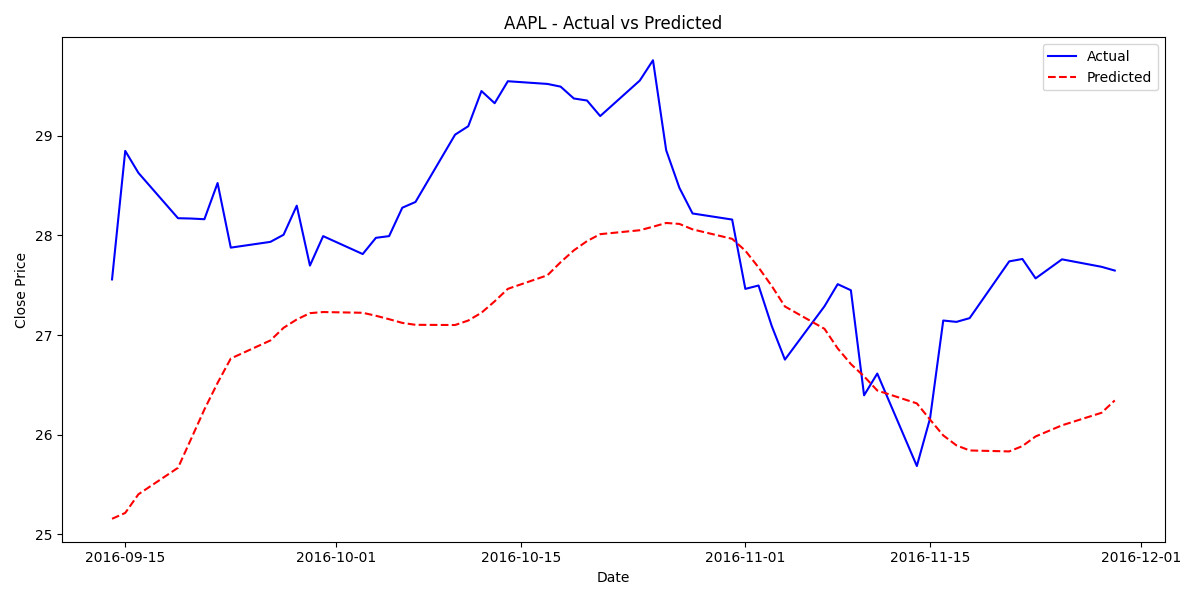 AAPL - Actual vs Predicted
Actual
Predicted
Close Price
29
28
27
26
25
2016-09-15
2016-10-01
2016-10-15
2016-11-01
2016-11-15
2016-12-01
Date